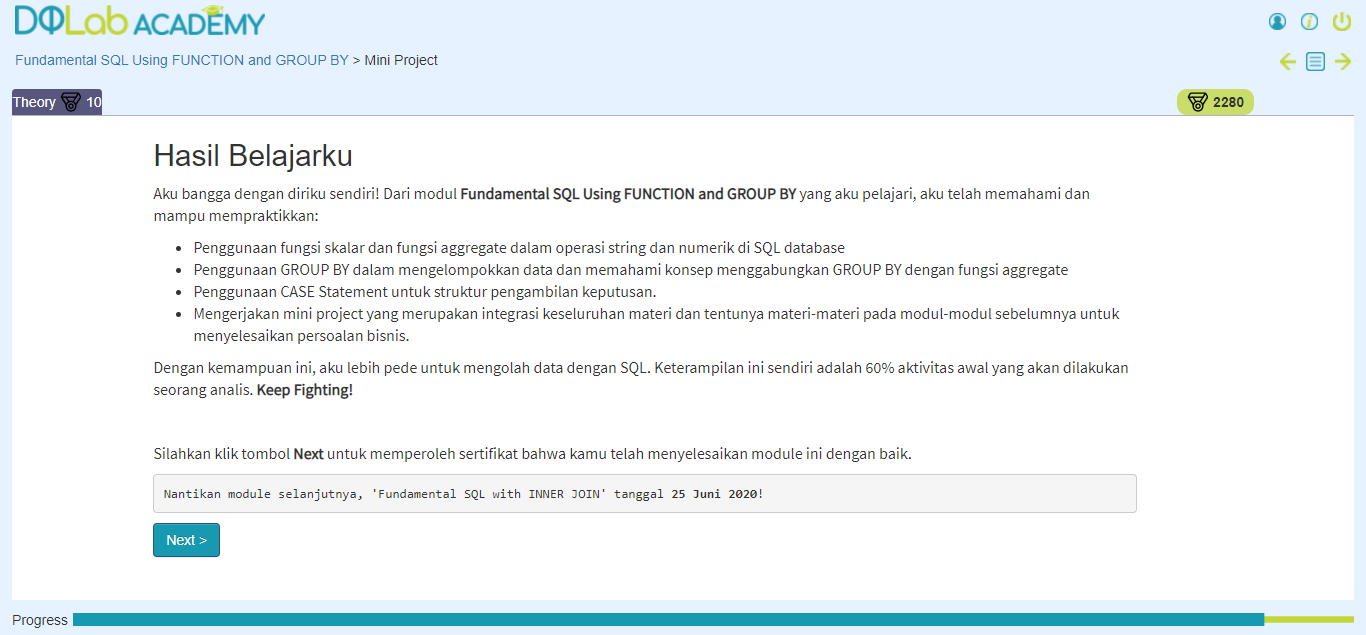 DQLab ACADEMY
Fundamental SQL Using FUNCTION and GROUP BY > Mini Project
Theory 10
2280
Hasil Belajarku
Aku bangga dengan diriku sendiri! Dari modul Fundamental SQL Using FUNCTION and GROUP BY yang aku pelajari, aku telah memahami dan
mampu mempraktikkan:
• Penggunaan fungsi skalar dan fungsi aggregate dalam operasi string dan numerik di SQL database
• Penggunaan GROUP BY dalam mengelompokkan data dan memahami konsep menggabungkan GROUP BY dengan fungsi aggregate
• Penggunaan CASE Statement untuk struktur pengambilan keputusan.
• Mengerjakan mini project yang merupakan integrasi keseluruhan materi dan tentunya materi-materi pada modul-modul sebelumnya untuk
menyelesaikan persoalan bisnis.
Dengan kemampuan ini, aku lebih pede untuk mengolah data dengan SQL. Keterampilan ini sendiri adalah 60% aktivitas awal yang akan dilakukan
seorang analis. Keep Fighting!
Silahkan klik tombol Next untuk memperoleh sertifikat bahwa kamu telah menyelesaikan module ini dengan baik.
Nantikan module selanjutnya, 'Fundamental SQL with INNER JOIN' tanggal 25 Juni 2020!
Next >
Progress